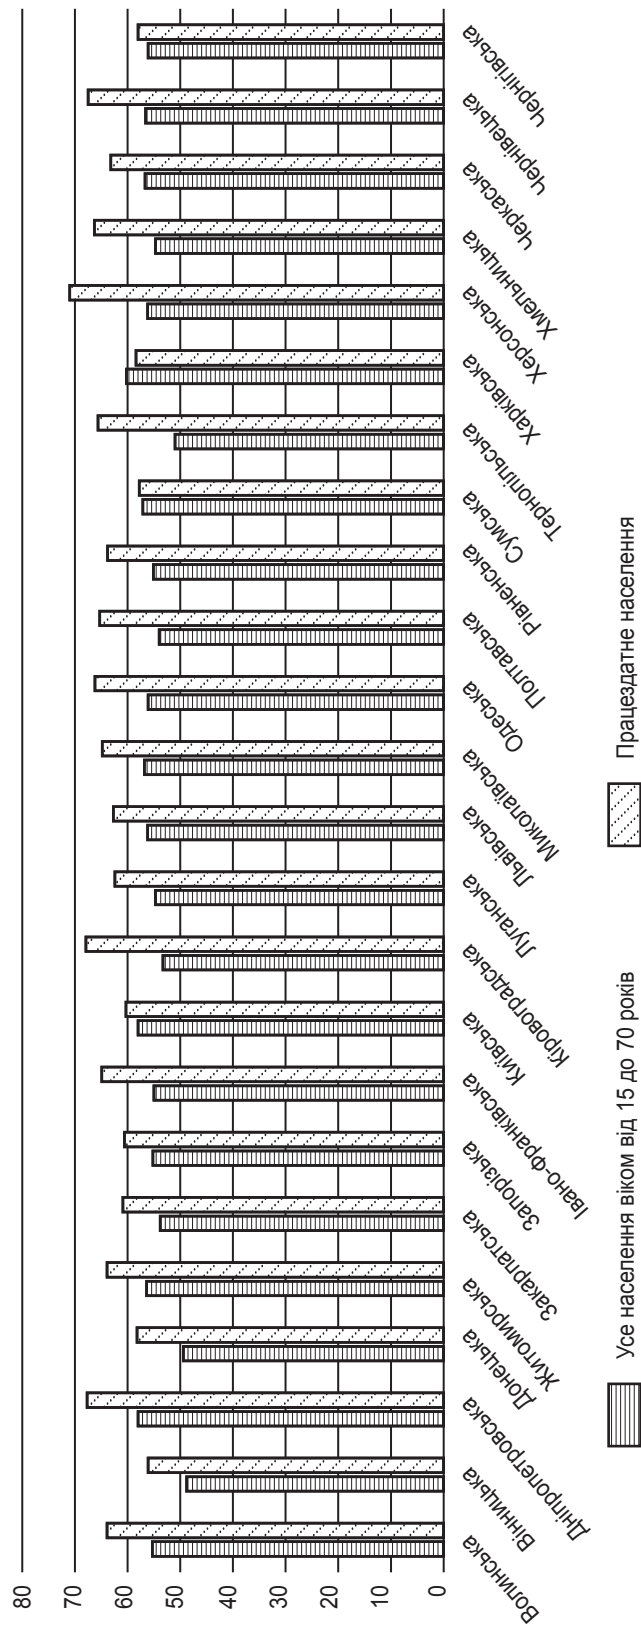 80
70
60
50
40
30
20
10
0
Волинська
Вінницька
Дніпропетровська
Донецька
Житомирська
Закарпатська
Запорізька
Івано-франківська
Київська
Кіровоградська
Луганська
Львівська
Миколаївська
Одеська
Полтавська
Рівненська
Сумська
Тернопільська
Харківська
Херсонська
Хмельницька
Черкаська
Чернівецька
Чернігівська
Усе населення віком від 15 до 70 років
Працездатне населення